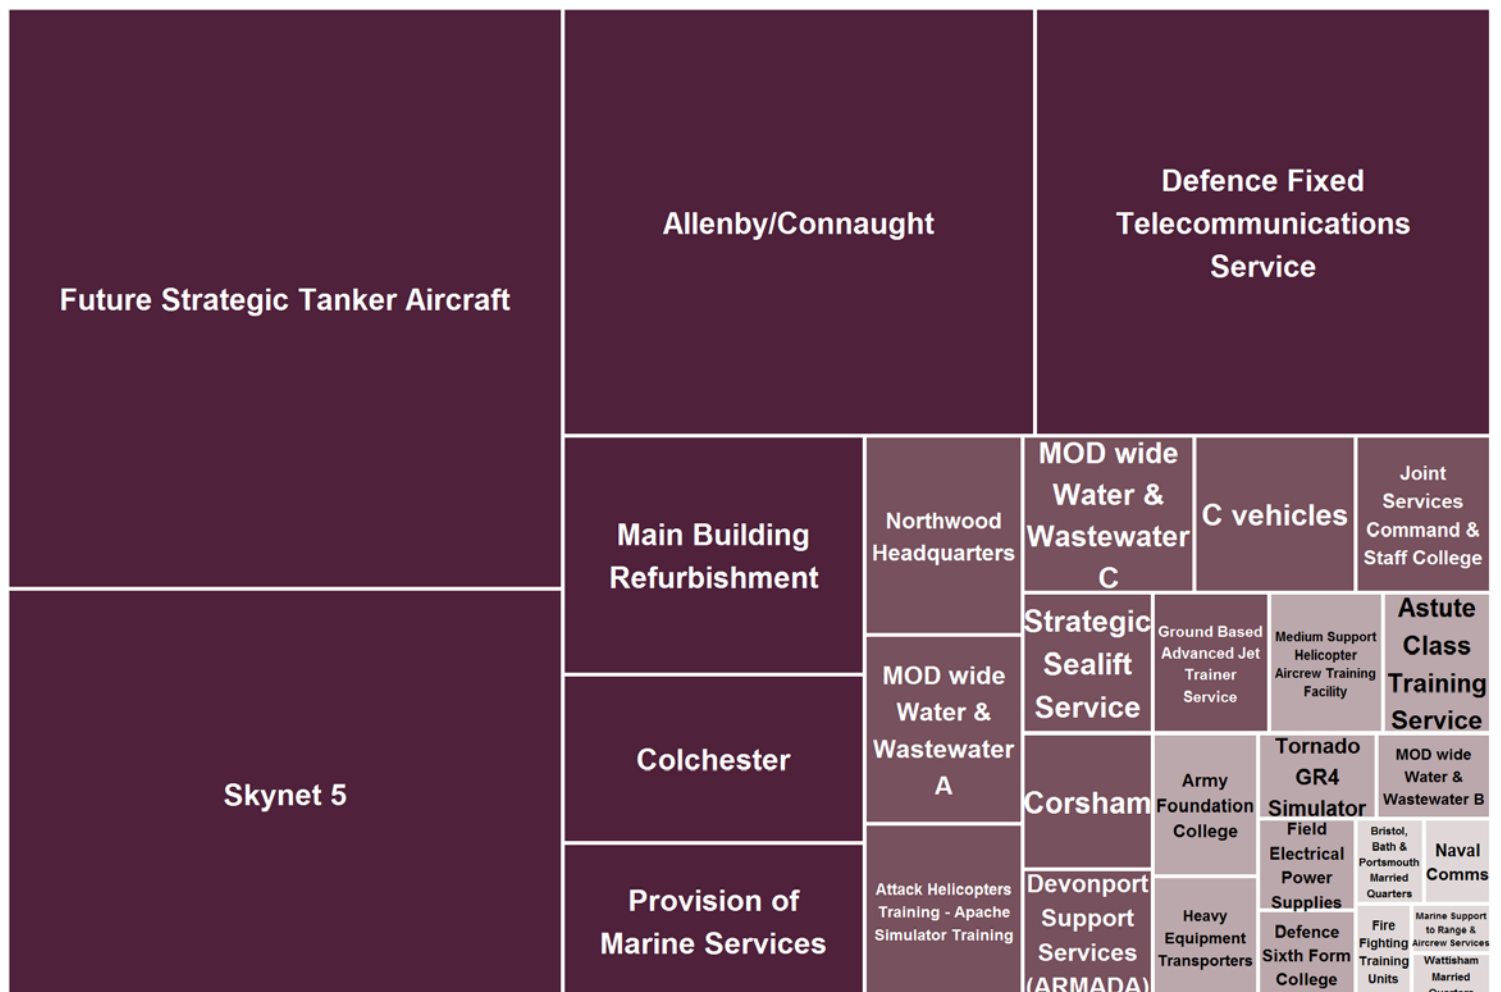 Future Strategic Tanker Aircraft
Skynet 5
Allenby/Connaught
Defence Fixed
Telecommunications
Service
Main Building
Refurbishment
Colchester
Provision of
Marine Services
Northwood
Headquarters
MOD wide
Water &
Wastewater
A
Attack Helicopters
Training - Apache
Simulator Training
MOD wide
Water &
Wastewater
C
C vehicles
Joint
Services
Command &
Staff College
Strategic
Sealift
Service
Ground Based
Advanced Jet
Trainer
Service
Medium Support
Helicopter
Aircrew Training
Facility
Astute
Class
Training
Service
Corsham
Devonport
Support
Services
(ARMADA)
Army
Foundation
College
Heavy
Equipment
Transporters
Tornado
GR4
Simulator
MOD wide
Water &
Wastewater B
Field
Electrical
Power
Supplies
Defence
Sixth Form
College
Bristol,
Bath &
Portsmouth
Married
Quarters
Naval
Comms
Fire
Fighting
Training
Units
Marine Support
to Range &
Aircrew Services
Wattisham
Married
Quarters